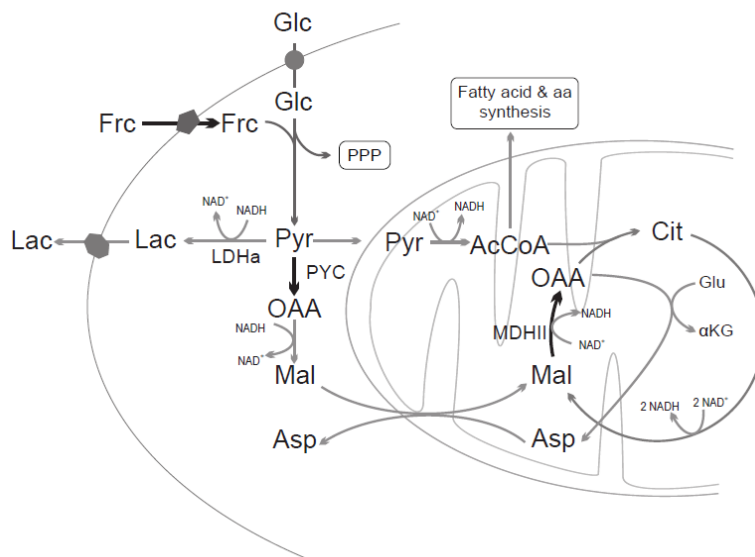 Glc
Glc
Fatty acid & aa
synthesis
Frc
Frc
PPP
NAD⁺
NADH
NAD⁺
NADH
Lac
Lac
LDHa
Pyr
Pyr
AcCoA
Cit
PYC
OAA
OAA
Glu
NADH
NADH
αKG
MDHII
NAD⁺
NAD⁺
Mal
Mal
2 NADH
2 NAD⁺
Asp
Asp